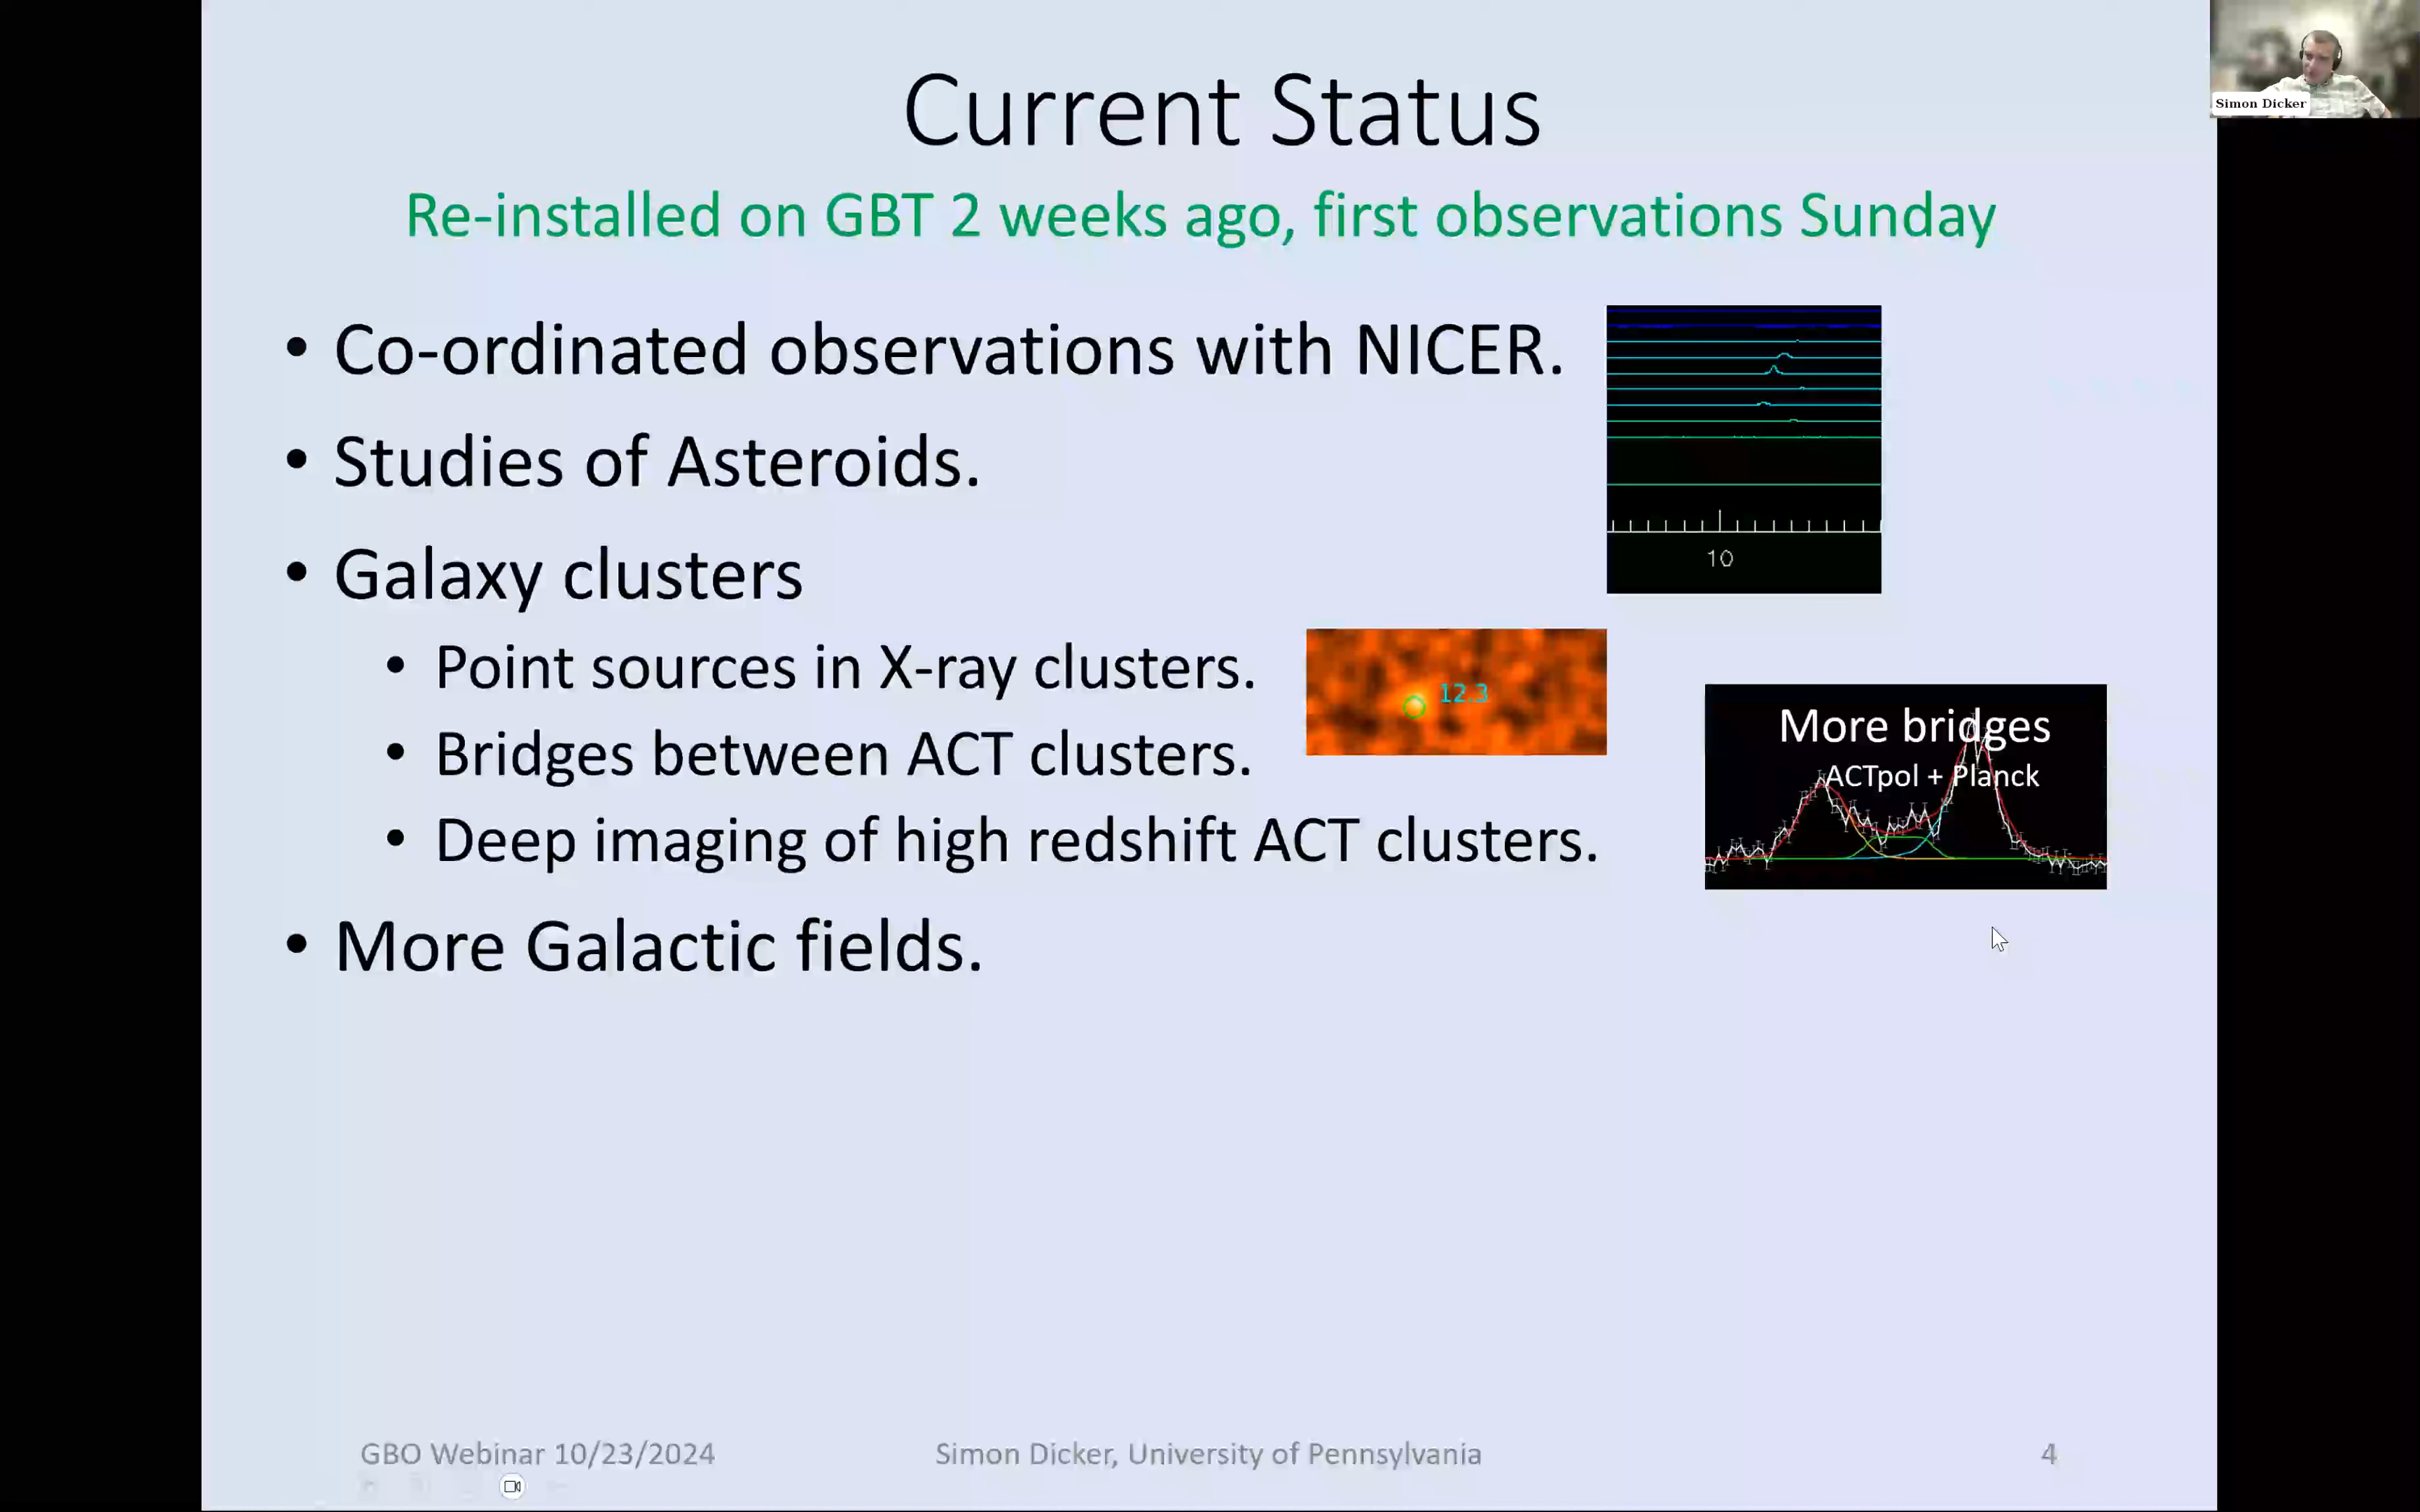 Current Status
Simon Dicker
Re-installed on GBT 2 weeks ago, first observations Sunday
• Co-ordinated observations with NICER.
• Studies of Asteroids.
10
• Galaxy clusters
• Point sources in X-ray clusters.
12.3
• Bridges between ACT clusters.
More bridges
ACTpol + Planck
• Deep imaging of high redshift ACT clusters.
• More Galactic fields.
GBO Webinar 10/23/2024
Simon Dicker, University of Pennsylvania
4